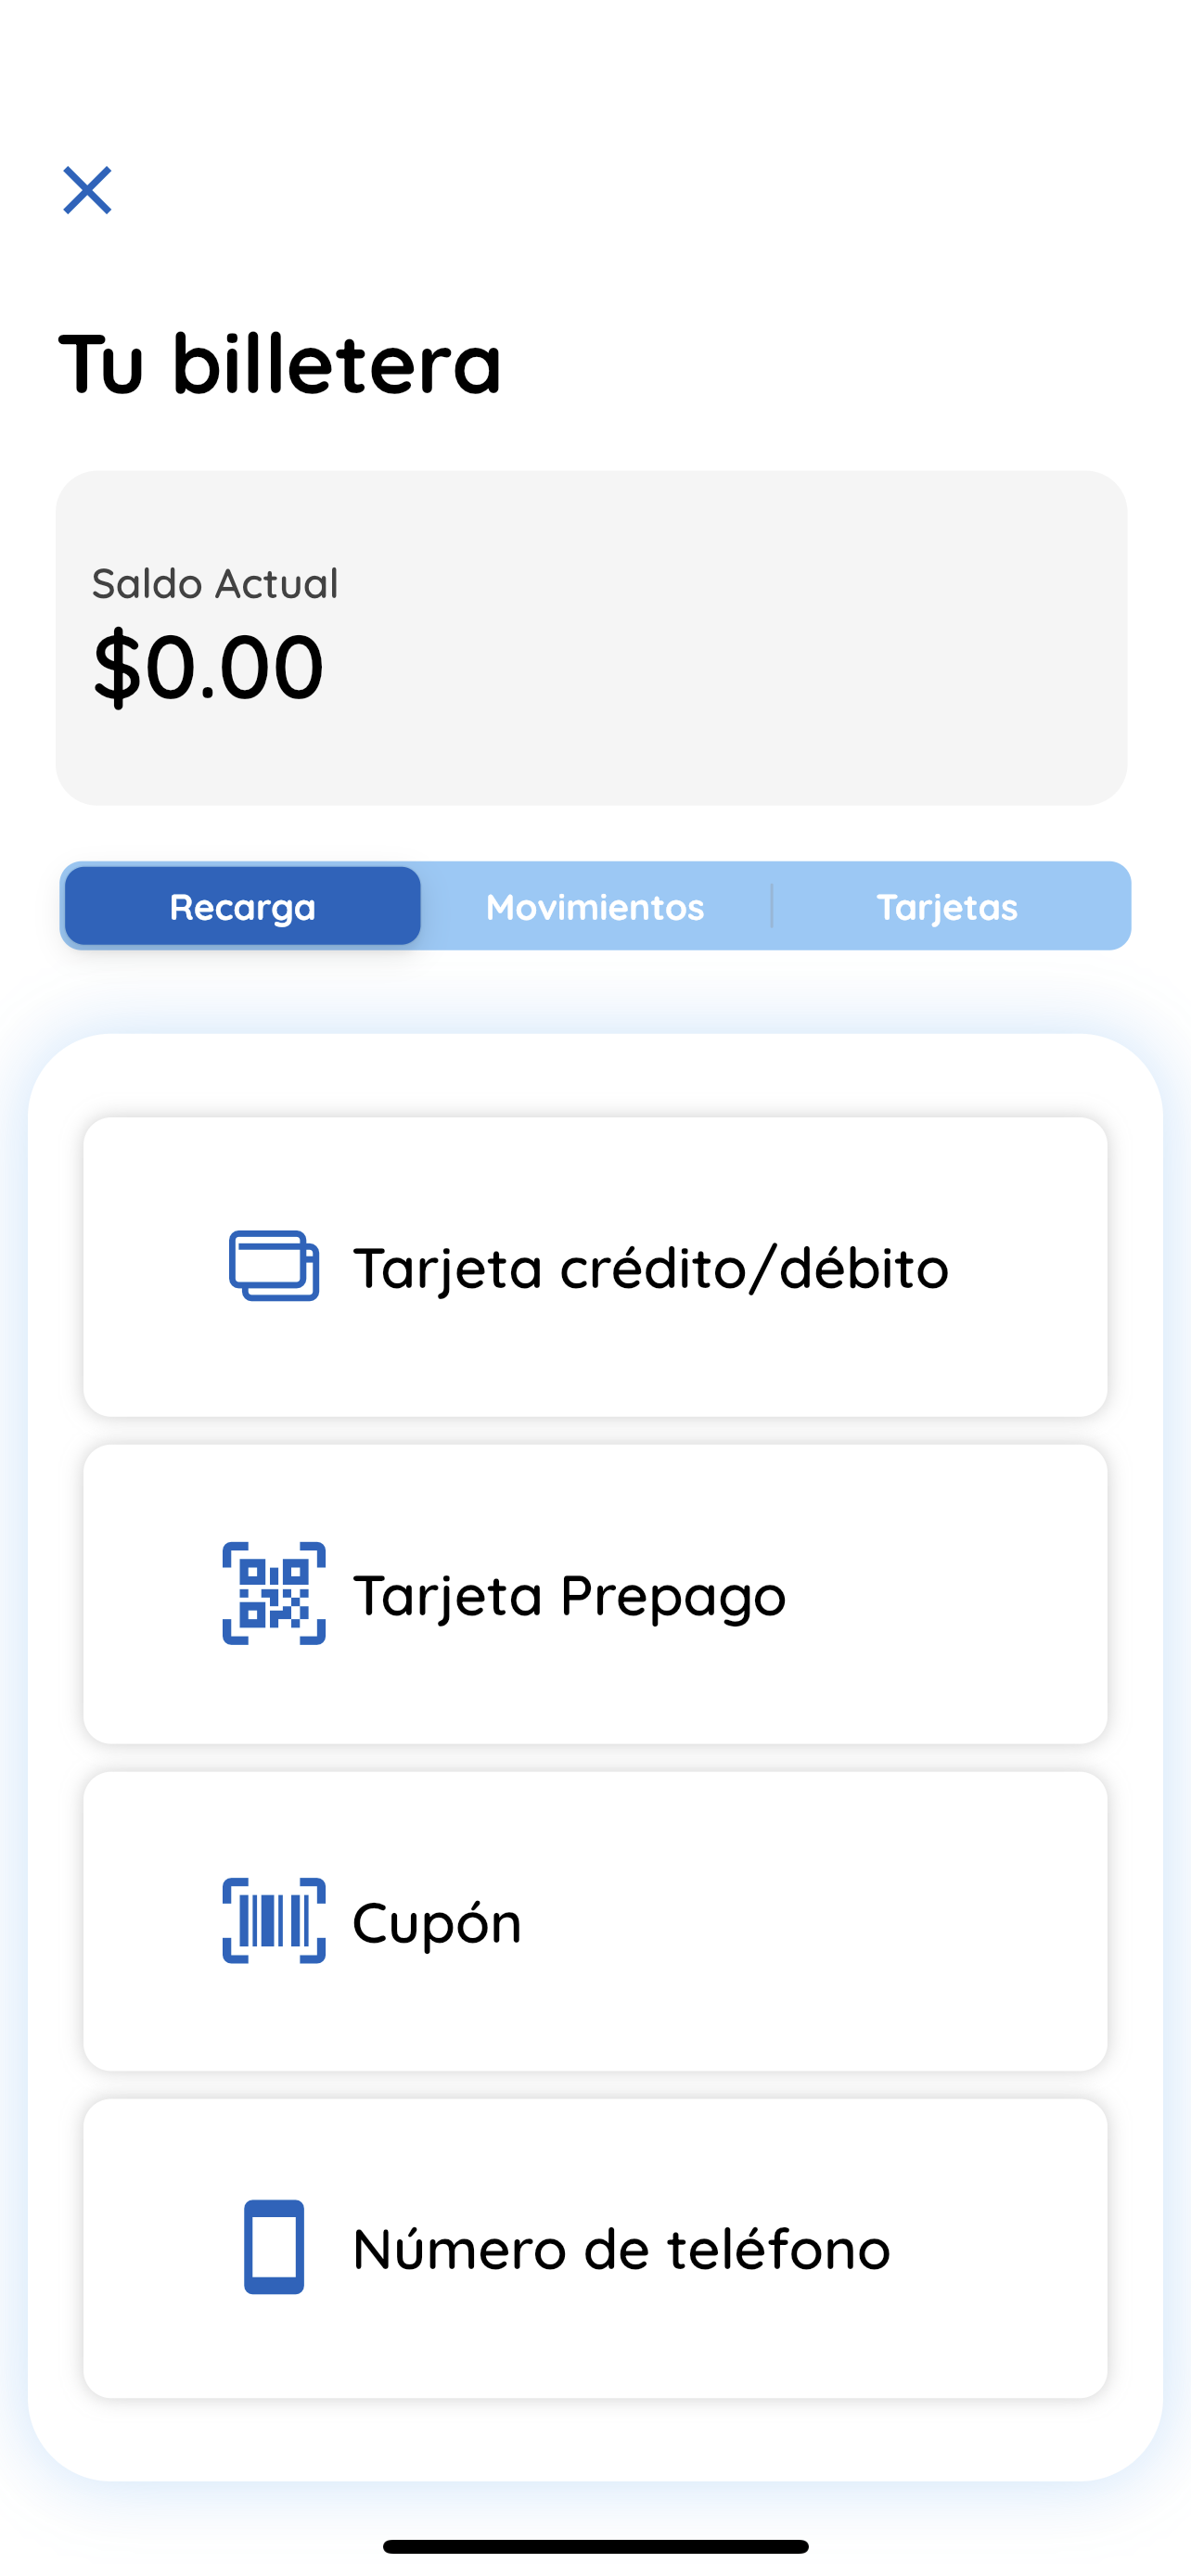 Tu billetera
Saldo Actual
$0.00
Recarga Movimientos Tarjetas
Tarjeta crédito/débito
Tarjeta Prepago
Cupón
Número de teléfono